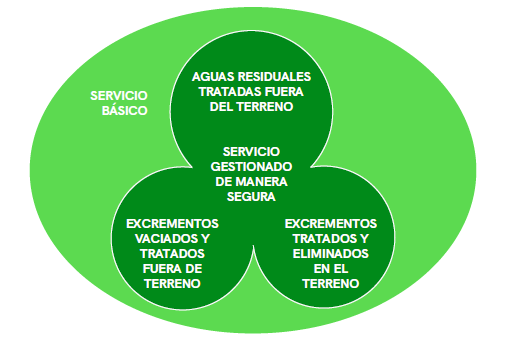 AGUAS RESIDUALES
TRATADAS FUERA
DEL TERRENO
SERVICIO
BÁSICO
SERVICIO
GESTIONADO
DE MANERA
SEGURA
EXCREMENTOS
VACIADOS Y
TRATADOS
FUERA DE
TERRENO
EXCREMENTOS
TRATADOS Y
ELIMINADOS
EN EL
TERRENO